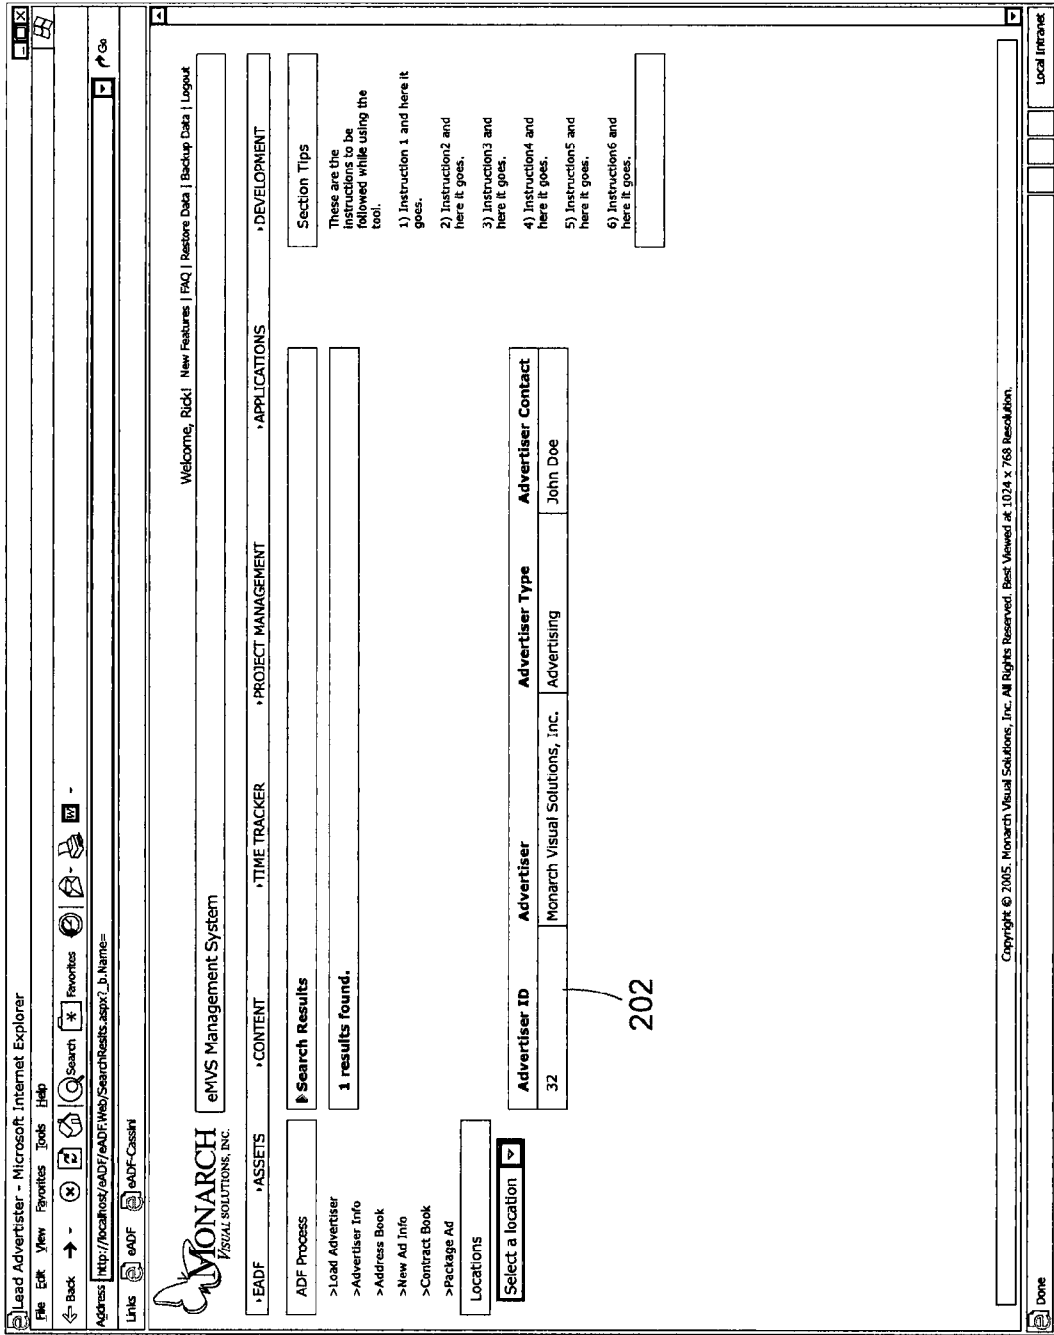 Lead Advertister - Microsoft Internet Explorer
File Edit View Favorites Tools Help
Back Search Favorites W
Address http://localhost/eADF/eADF.Web/SearchReslts.aspx?_b.Name= Go
Links eADF eADF-Cassini
MONARCH
VISUAL SOLUTIONS, INC.
Welcome, Rick! New Features | FAQ | Restore Data | Backup Data | Logout
eMVS Management System
EADF ASSETS CONTENT TIME TRACKER PROJECT MANAGEMENT APPLICATIONS DEVELOPMENT
ADF Process
>Load Advertiser
>Advertiser Info
>Address Book
>New Ad Info
>Contract Book
>Package Ad
Locations
Select a location
Search Results
1 results found.
Advertiser ID Advertiser Advertiser Type Advertiser Contact
32 Monarch Visual Solutions, Inc. Advertising John Doe
202
Section Tips
These are the
instructions to be
followed while using the
tool.
1) Instruction 1 and here it
goes.
2) Instruction2 and
here it goes.
3) Instruction3 and
here it goes.
4) Instruction4 and
here it goes.
5) Instruction5 and
here it goes.
6) Instruction6 and
here it goes.
Copyright © 2005. Monarch Visual Solutions, Inc. All Rights Reserved. Best Viewed at 1024 x 768 Resolution.
Done Local Intranet